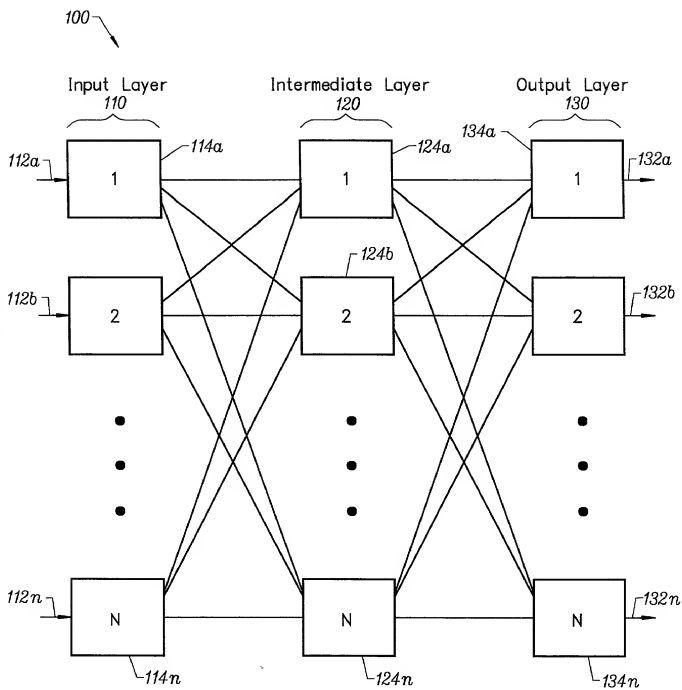 100
Input Layer
110
Intermediate Layer
120
Output Layer
130
112a
1
114a
1
124a
134a
1
132a
112b
2
124b
2
2
132b
112n
N
114n
N
124n
N
134n
132n